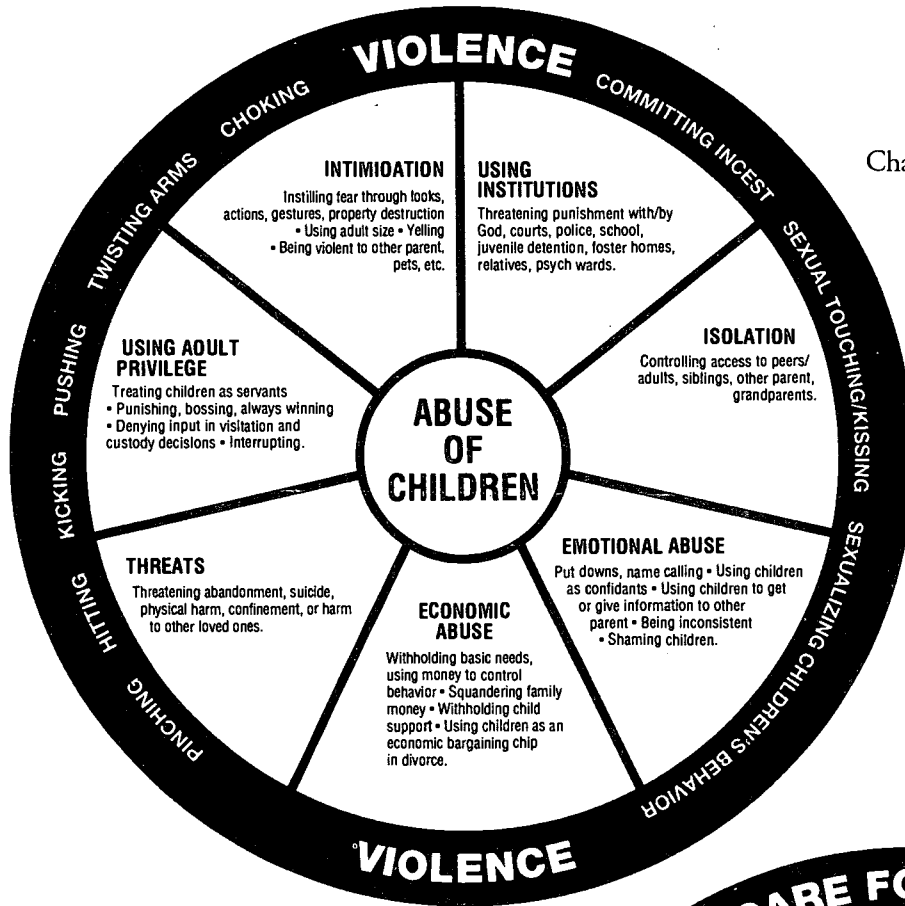 VIOLENCE
COMMITTING INCEST
SEXUAL TOUCHING/KISSING
SEXUALIZING CHILDREN'S BEHAVIOR
VIOLENCE
PINCHING
HITTING
KICKING
PUSHING
TWISTING ARMS
CHOKING
INTIMIDATION
Instilling fear through looks,
actions, gestures, property destruction
• Using adult size • Yelling
• Being violent to other parent,
pets, etc.
USING
INSTITUTIONS
Threatening punishment with/by
God, courts, police, school,
juvenile detention, foster homes,
relatives, psych wards.
ISOLATION
Controlling access to peers/
adults, siblings, other parent,
grandparents.
EMOTIONAL ABUSE
Put downs, name calling • Using children
as confidants • Using children to get
or give information to other
parent • Being inconsistent
• Shaming children.
ECONOMIC
ABUSE
Withholding basic needs,
using money to control
behavior • Squandering family
money • Withholding child
support • Using children as an
economic bargaining chip
in divorce.
THREATS
Threatening abandonment, suicide,
physical harm, confinement, or harm
to other loved ones.
USING ADULT
PRIVILEGE
Treating children as servants
• Punishing, bossing, always winning
• Denying input in visitation and
custody decisions • Interrupting.
ABUSE
OF
CHILDREN
Cha
CARE FO